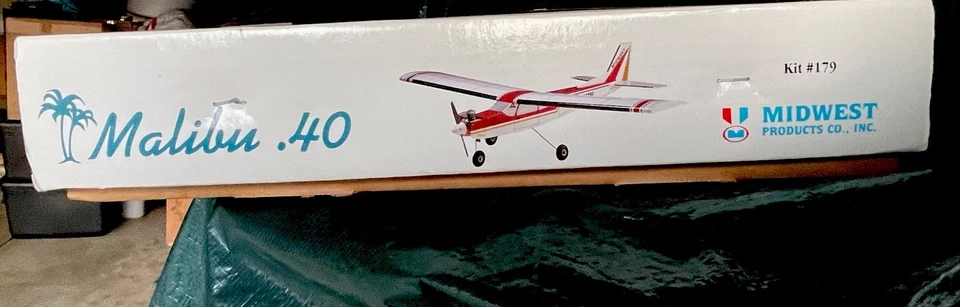 Malibu .40
Kit #179
MIDWEST
PRODUCTS CO., INC.